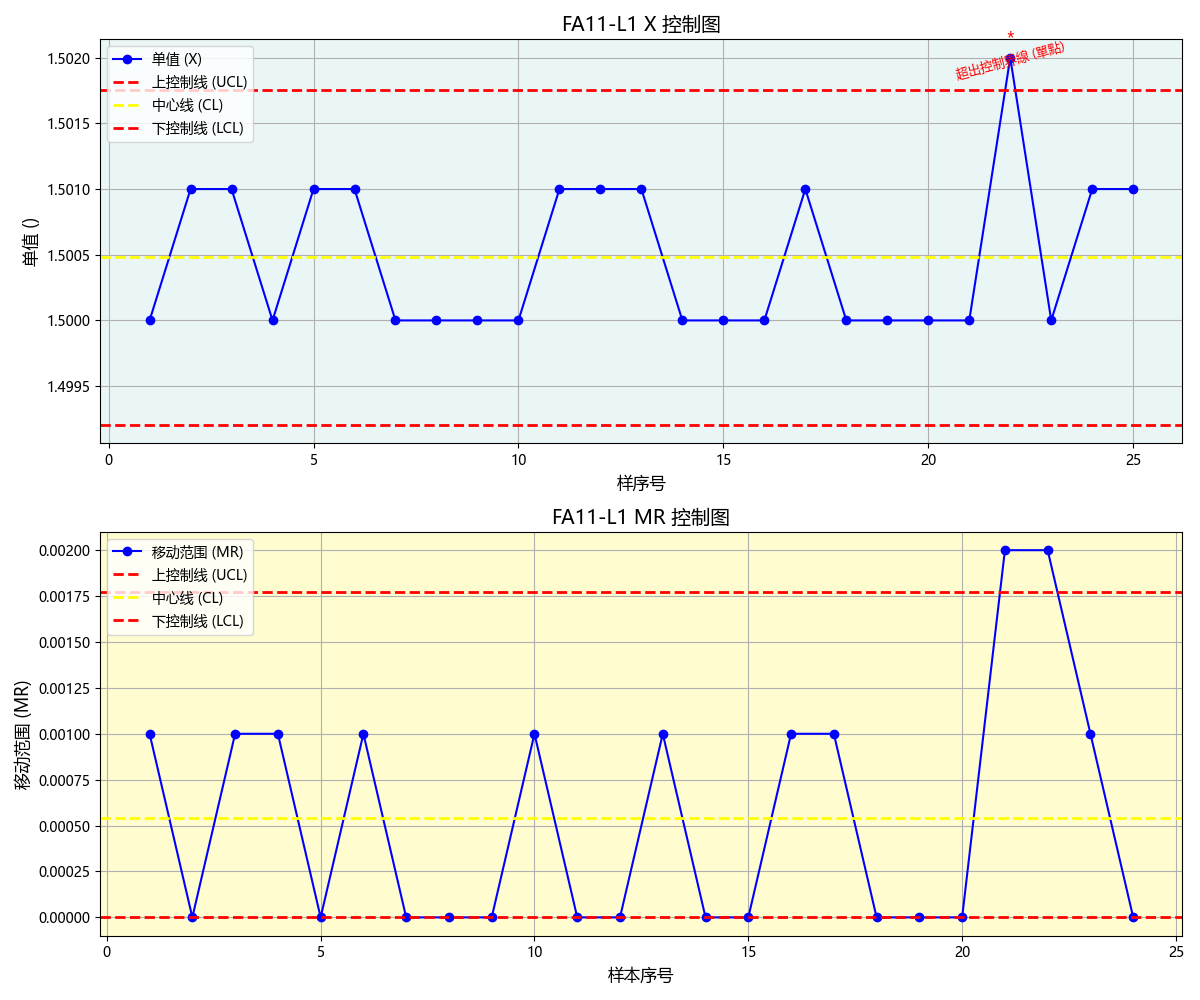 FA11-L1 X 控制图
单值 (X)
上控制线 (UCL)
中心线 (CL)
下控制线 (LCL)
*
超出控制界線 (單點)
单值 ()
1.5020
1.5015
1.5010
1.5005
1.5000
1.4995
0 5 10 15 20 25
样序号
FA11-L1 MR 控制图
移动范围 (MR)
上控制线 (UCL)
中心线 (CL)
下控制线 (LCL)
移动范围 (MR)
0.00200
0.00175
0.00150
0.00125
0.00100
0.00075
0.00050
0.00025
0.00000
0 5 10 15 20 25
样本序号